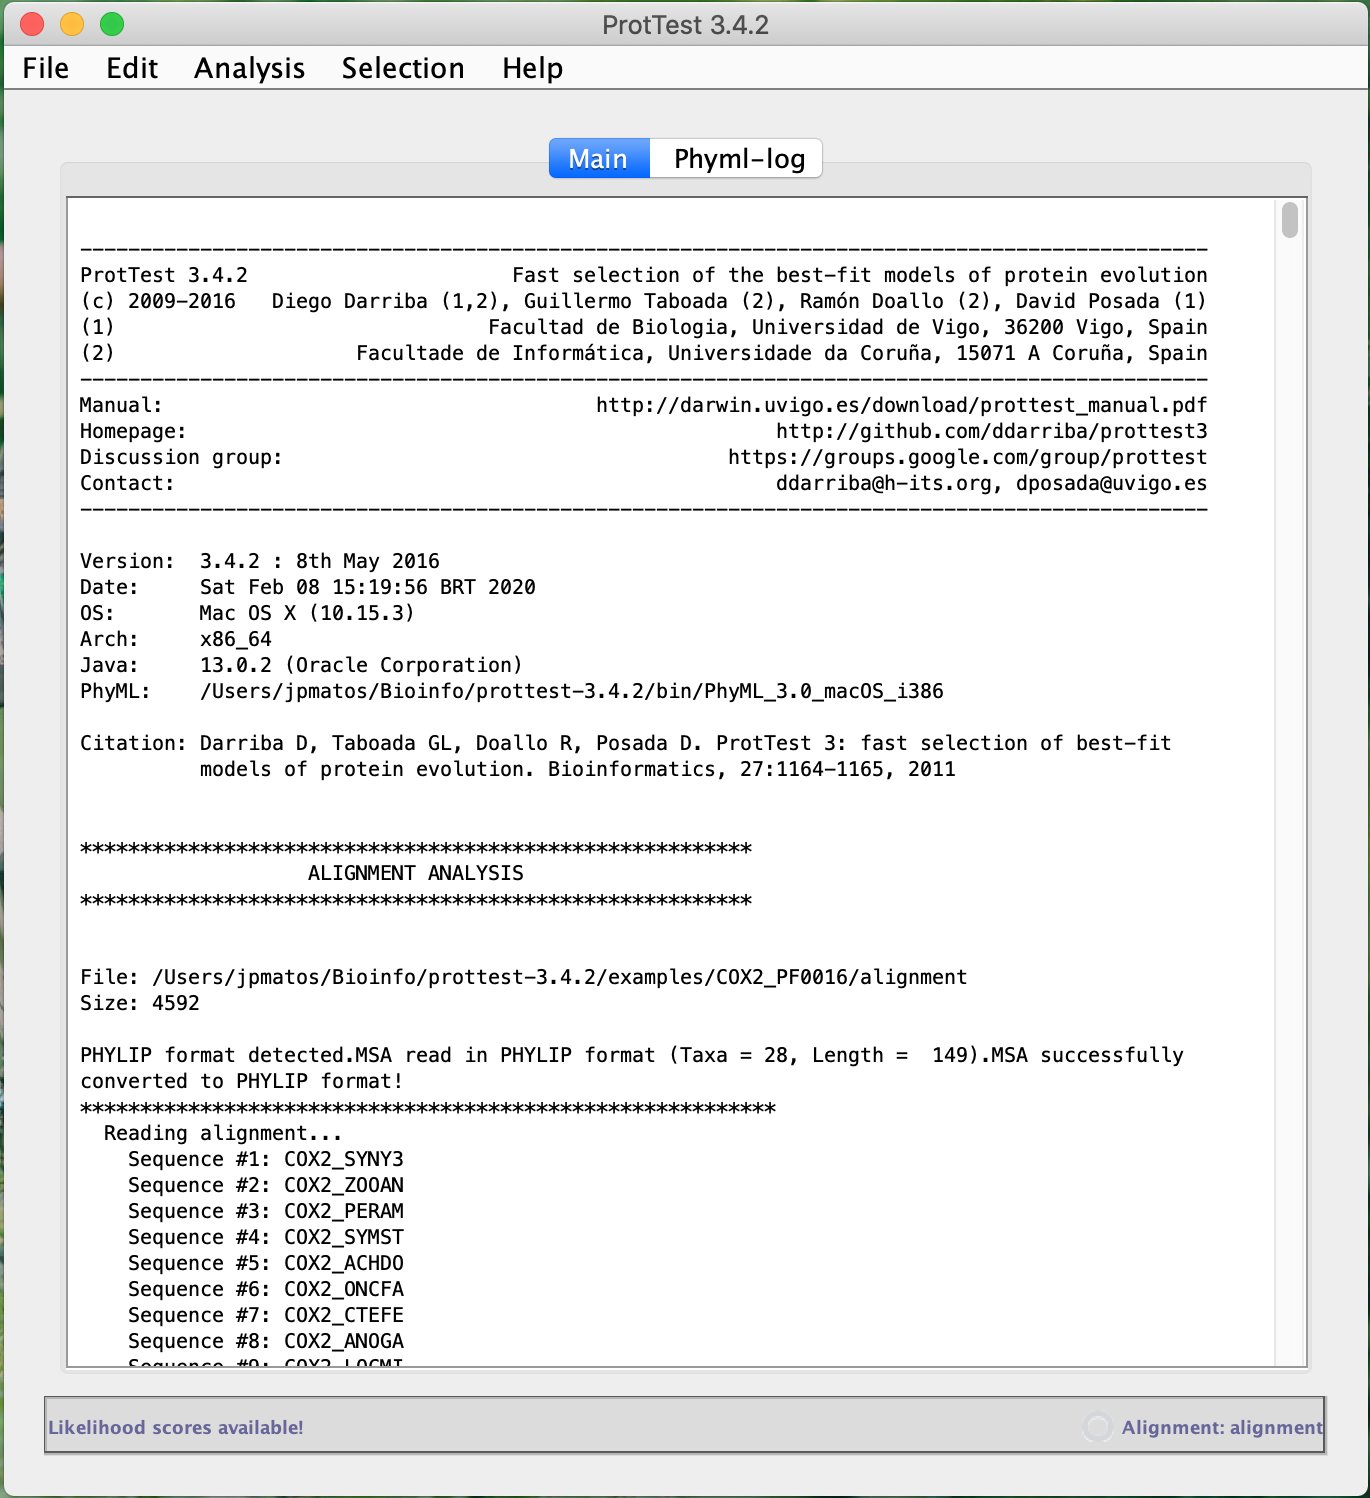 ProtTest 3.4.2
File Edit Analysis Selection Help
Main Phyml-log
ProtTest 3.4.2 Fast selection of the best-fit models of protein evolution
(c) 2009-2016 Diego Darriba (1,2), Guillermo Taboada (2), Ramón Doallo (2), David Posada (1)
(1) Facultad de Biologia, Universidad de Vigo, 36200 Vigo, Spain
(2) Facultade de Informática, Universidade da Coruña, 15071 A Coruña, Spain
Manual: http://darwin.uvigo.es/download/prottest_manual.pdf
Homepage: http://github.com/ddarriba/prottest3
Discussion group: https://groups.google.com/group/prottest
Contact: ddarriba@h-its.org, dposada@uvigo.es
Version: 3.4.2 : 8th May 2016
Date: Sat Feb 08 15:19:56 BRT 2020
OS: Mac OS X (10.15.3)
Arch: x86_64
Java: 13.0.2 (Oracle Corporation)
PhyML: /Users/jpmatos/Bioinfo/prottest-3.4.2/bin/PhyML_3.0_macOS_i386
Citation: Darriba D, Taboada GL, Doallo R, Posada D. ProtTest 3: fast selection of best-fit
models of protein evolution. Bioinformatics, 27:1164-1165, 2011
********************************************************
ALIGNMENT ANALYSIS
********************************************************
File: /Users/jpmatos/Bioinfo/prottest-3.4.2/examples/COX2_PF0016/alignment
Size: 4592
PHYLIP format detected.MSA read in PHYLIP format (Taxa = 28, Length =  149).MSA successfully
converted to PHYLIP format!
**********************************************************
Reading alignment...
Sequence #1: COX2_SYNY3
Sequence #2: COX2_ZOOAN
Sequence #3: COX2_PERAM
Sequence #4: COX2_SYMST
Sequence #5: COX2_ACHDO
Sequence #6: COX2_ONCFA
Sequence #7: COX2_CTEFE
Sequence #8: COX2_ANOGA
Sequence #9: COX2_LOCMI
Likelihood scores available! Alignment: alignment